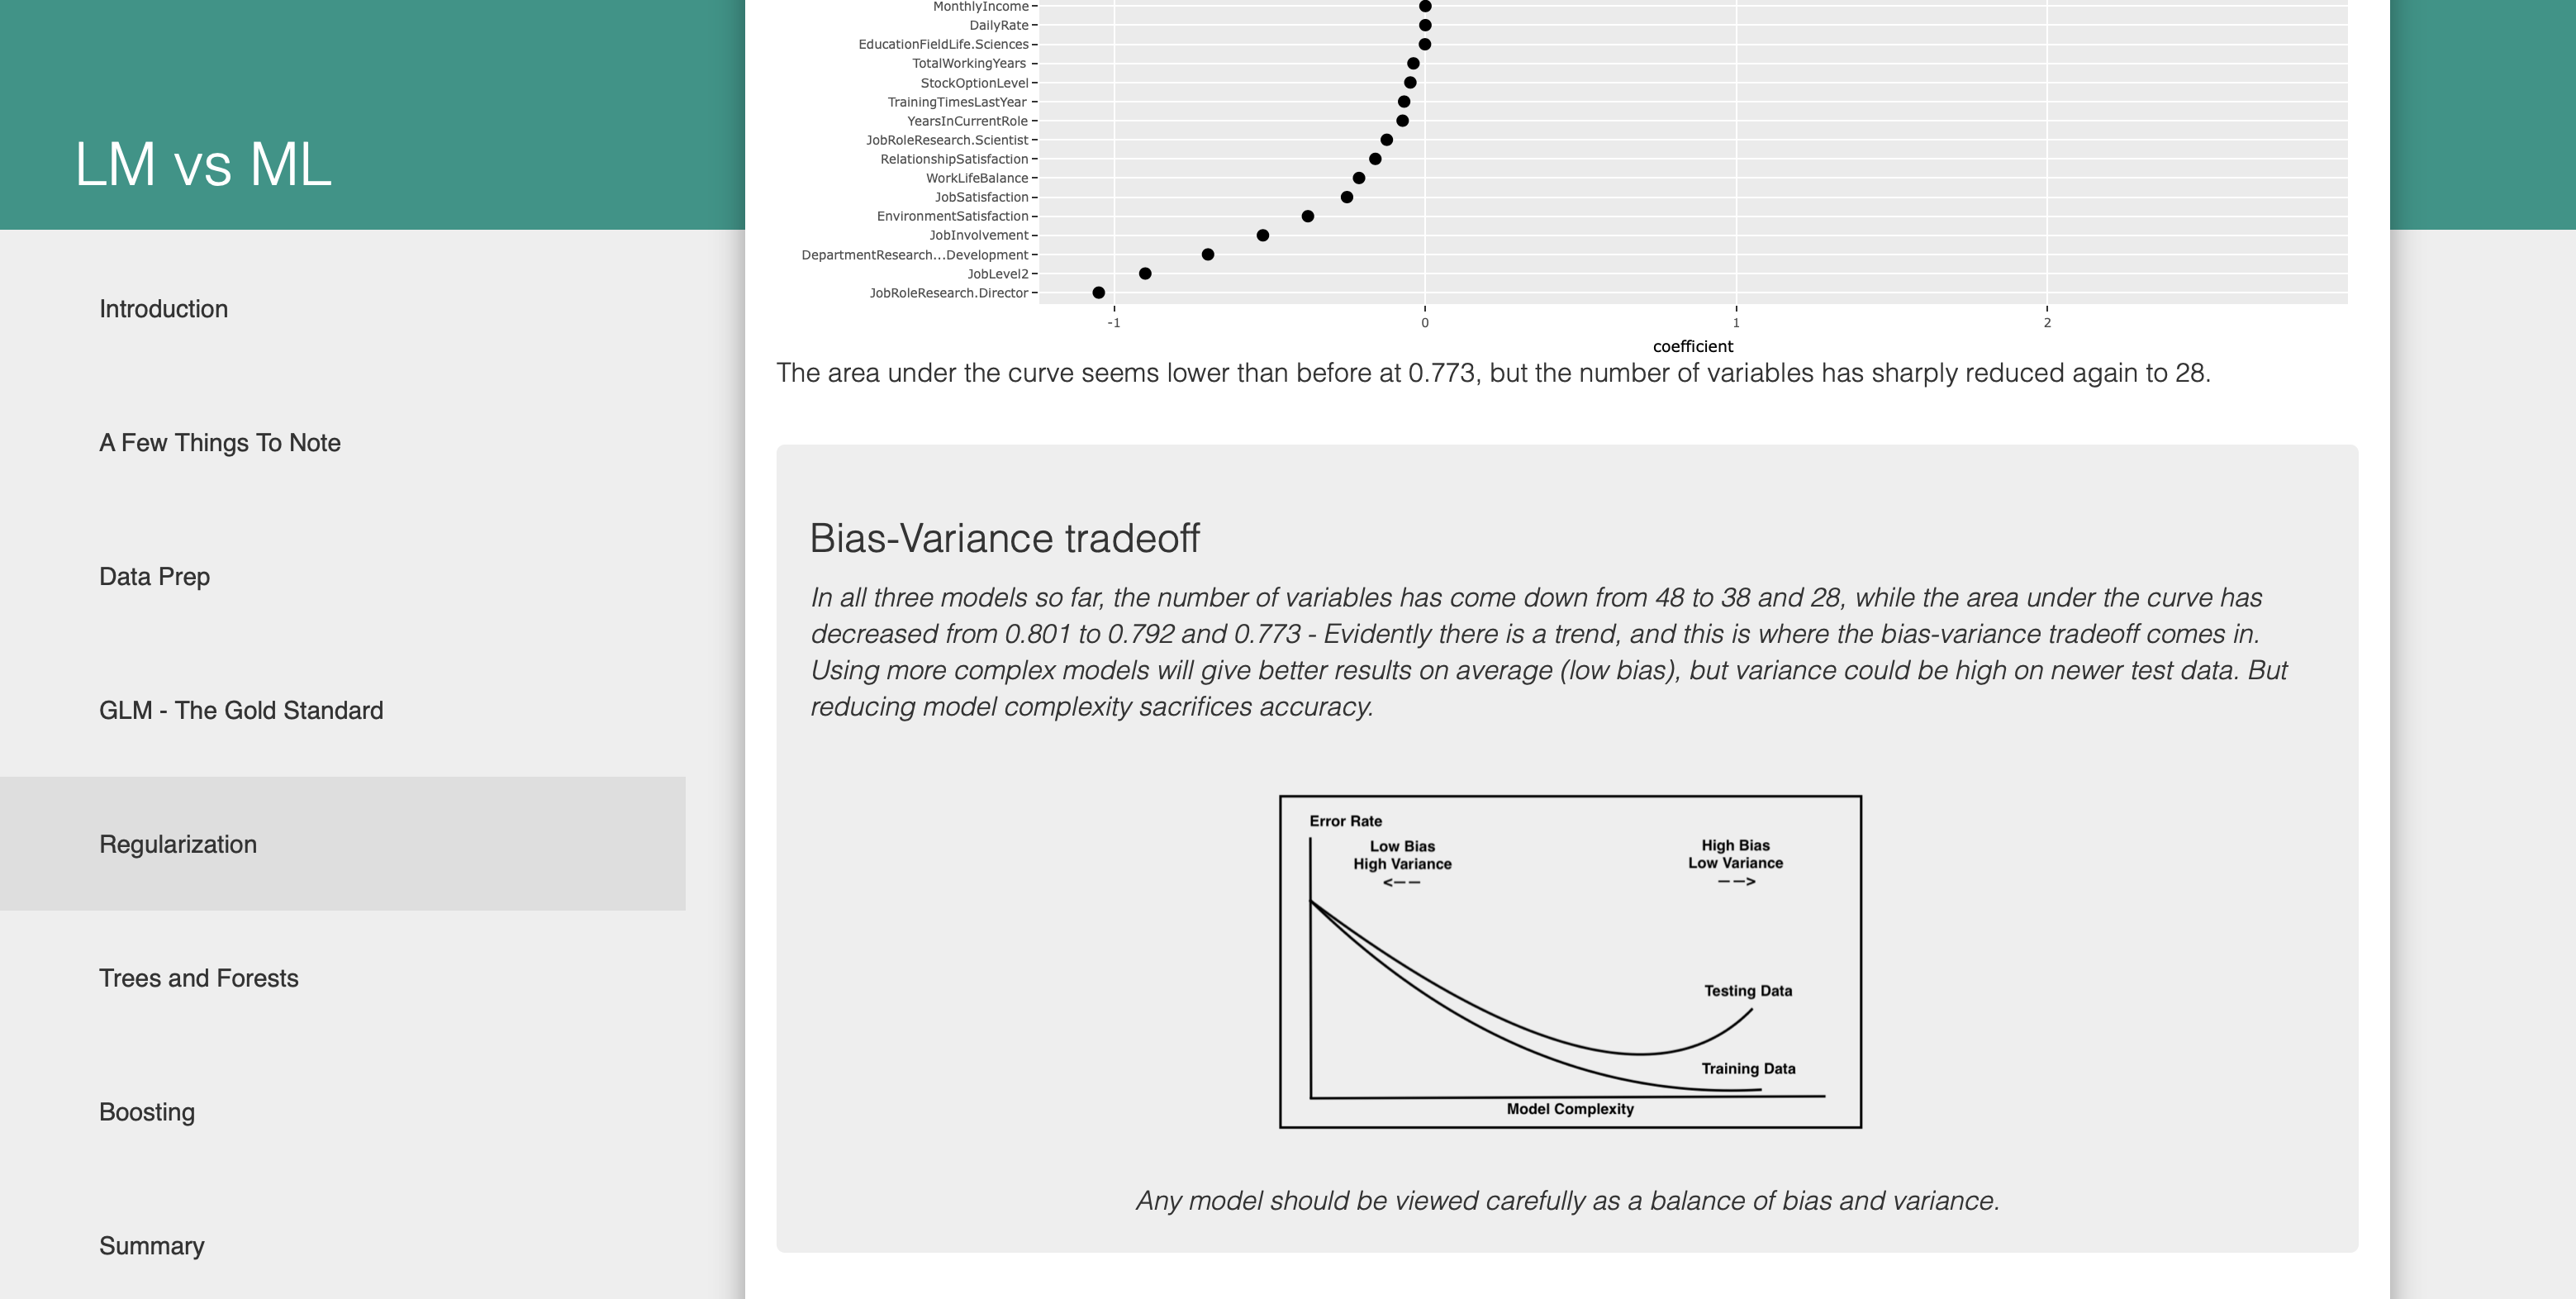 LM vs ML
Introduction
A Few Things To Note
Data Prep
GLM - The Gold Standard
Regularization
Trees and Forests
Boosting
Summary
MonthlyIncome
DailyRate
EducationFieldLife.Sciences
TotalWorkingYears
StockOptionLevel
TrainingTimesLastYear
YearsInCurrentRole
JobRoleResearch.Scientist
RelationshipSatisfaction
WorkLifeBalance
JobSatisfaction
EnvironmentSatisfaction
JobInvolvement
DepartmentResearch...Development
JobLevel2
JobRoleResearch.Director
-1 0 1 2
coefficient
The area under the curve seems lower than before at 0.773, but the number of variables has sharply reduced again to 28.
Bias-Variance tradeoff
In all three models so far, the number of variables has come down from 48 to 38 and 28, while the area under the curve has
decreased from 0.801 to 0.792 and 0.773 - Evidently there is a trend, and this is where the bias-variance tradeoff comes in.
Using more complex models will give better results on average (low bias), but variance could be high on newer test data. But
reducing model complexity sacrifices accuracy.
Error Rate
Low Bias
High Variance
<――
High Bias
Low Variance
――>
Testing Data
Training Data
Model Complexity
Any model should be viewed carefully as a balance of bias and variance.